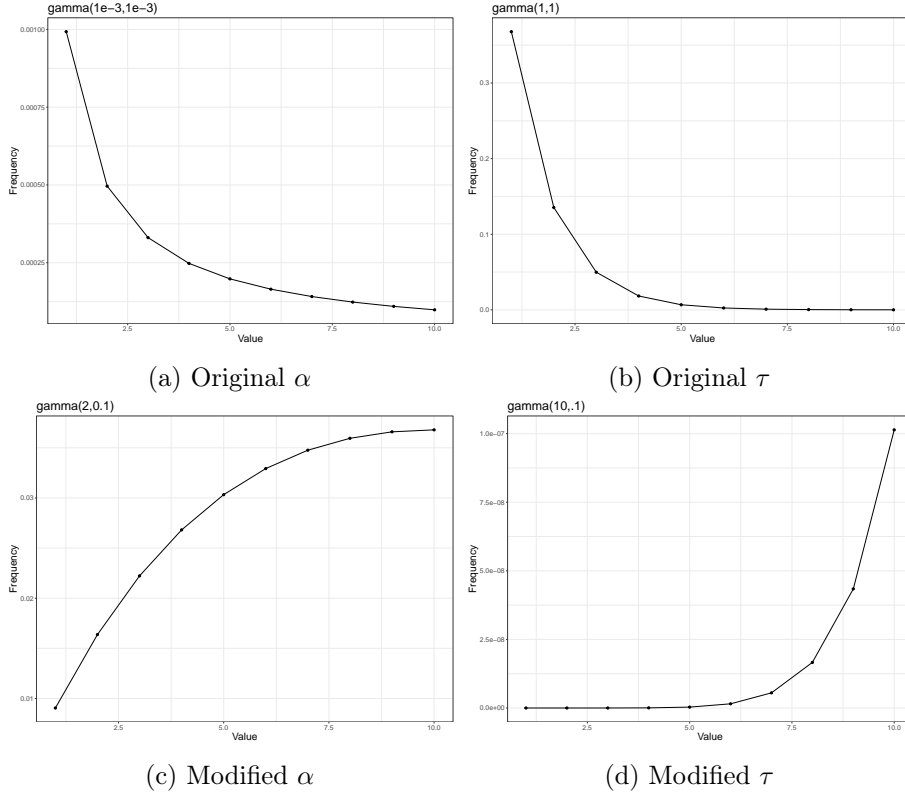 gamma(1e-3,1e-3)
0.00100
0.00075
0.00050
0.00025
Frequency
2.5
5.0
7.5
10.0
Value
(a) Original α
gamma(1,1)
0.3
0.2
0.1
0.0
Frequency
2.5
5.0
7.5
10.0
Value
(b) Original τ
gamma(2,0.1)
0.03
0.02
0.01
Frequency
2.5
5.0
7.5
10.0
Value
(c) Modified α
gamma(10,.1)
1.0e-07
7.5e-08
5.0e-08
2.5e-08
0.0e+00
Frequency
2.5
5.0
7.5
10.0
Value
(d) Modified τ